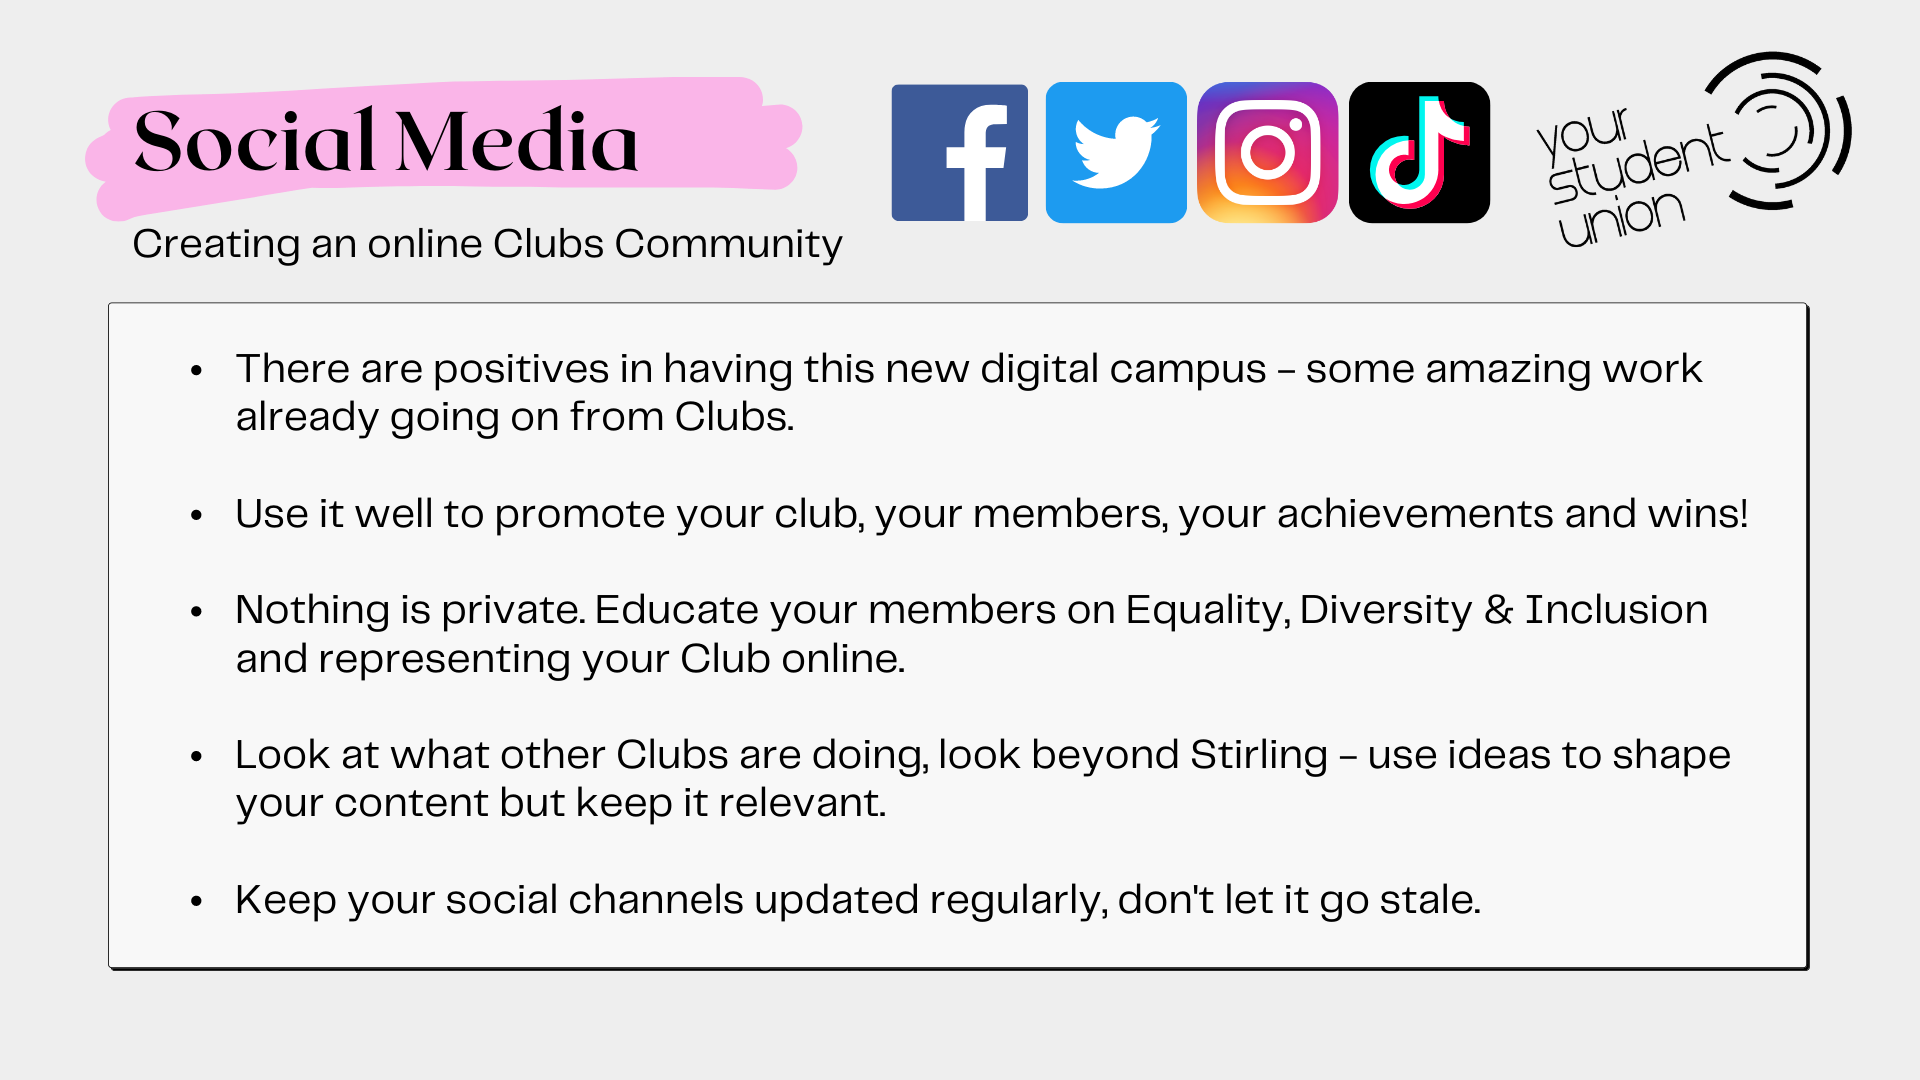 Social Media
your
student
union
Creating an online Clubs Community
• There are positives in having this new digital campus - some amazing work
already going on from Clubs.
• Use it well to promote your club, your members, your achievements and wins!
• Nothing is private. Educate your members on Equality, Diversity & Inclusion
and representing your Club online.
• Look at what other Clubs are doing, look beyond Stirling - use ideas to shape
your content but keep it relevant.
• Keep your social channels updated regularly, don't let it go stale.